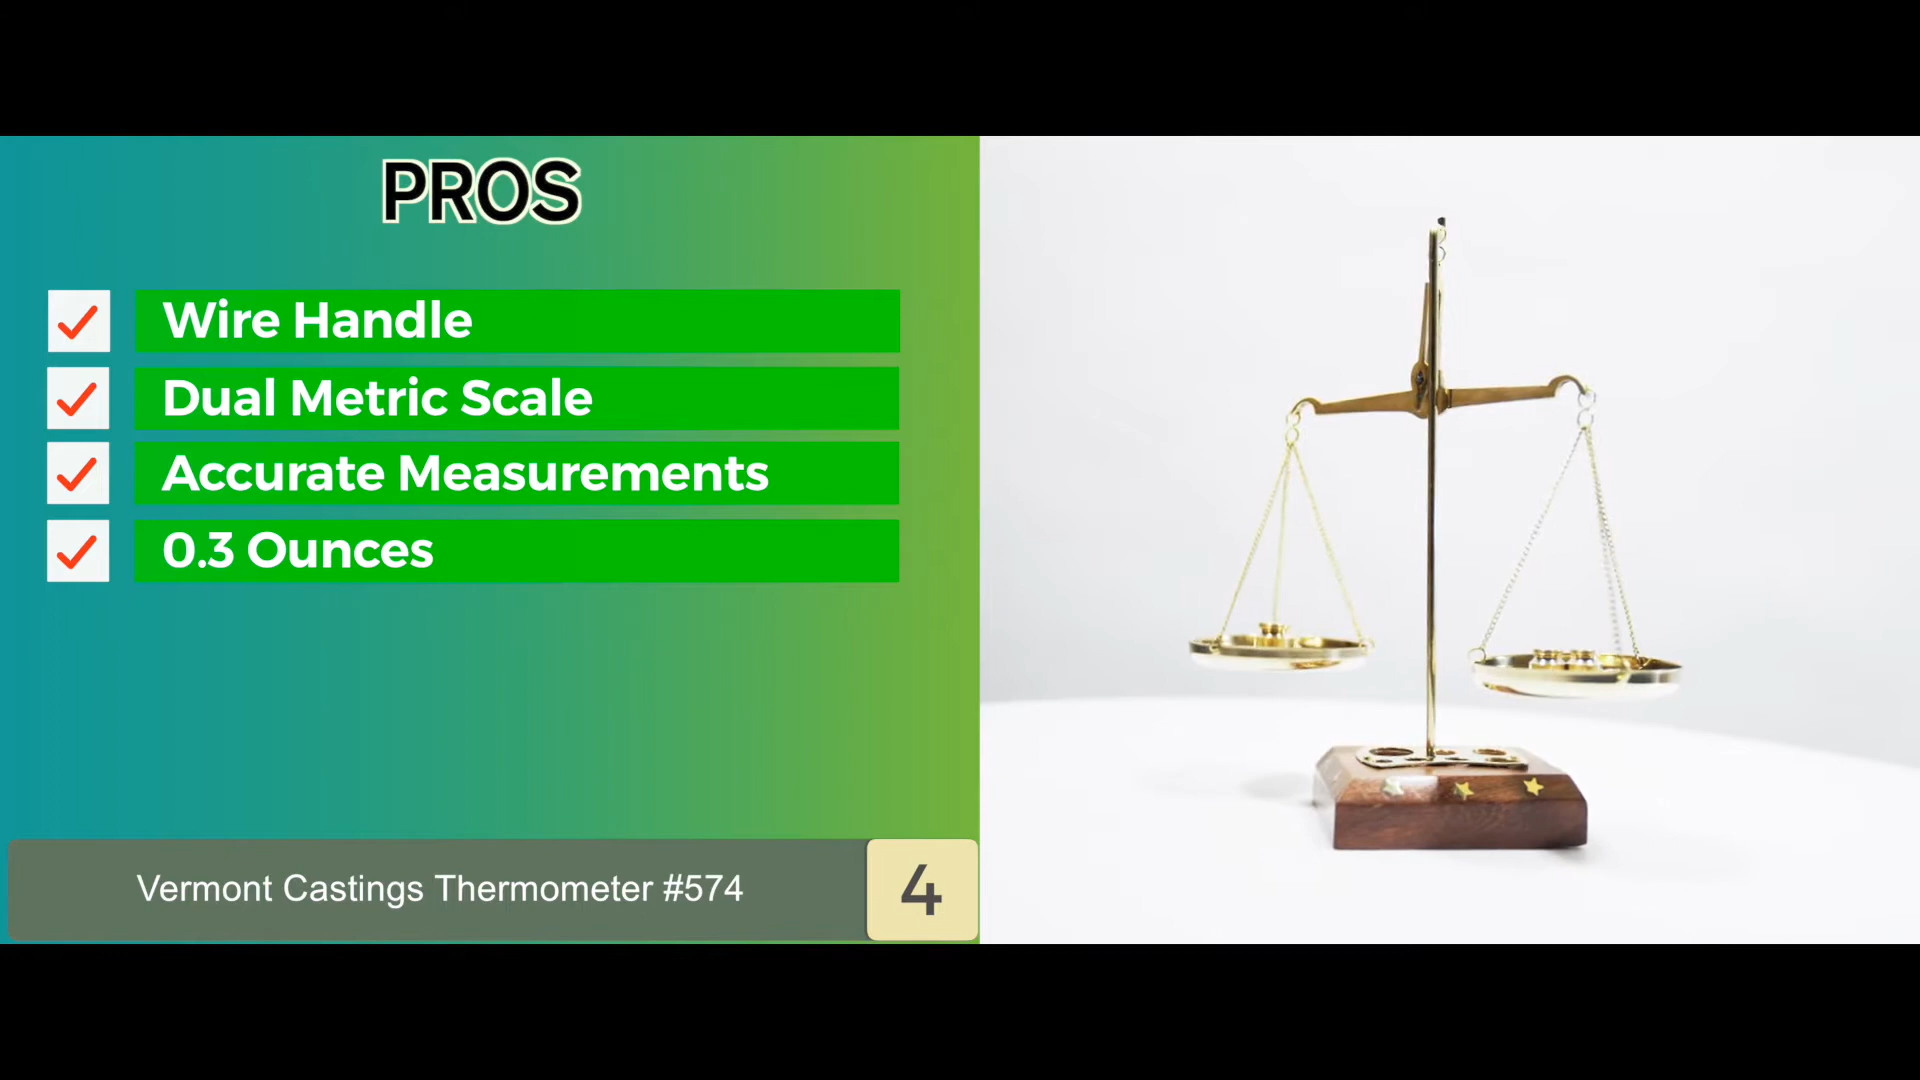 PROS
Wire Handle
Dual Metric Scale
Accurate Measurements
0.3 Ounces
Vermont Castings Thermometer #574
4